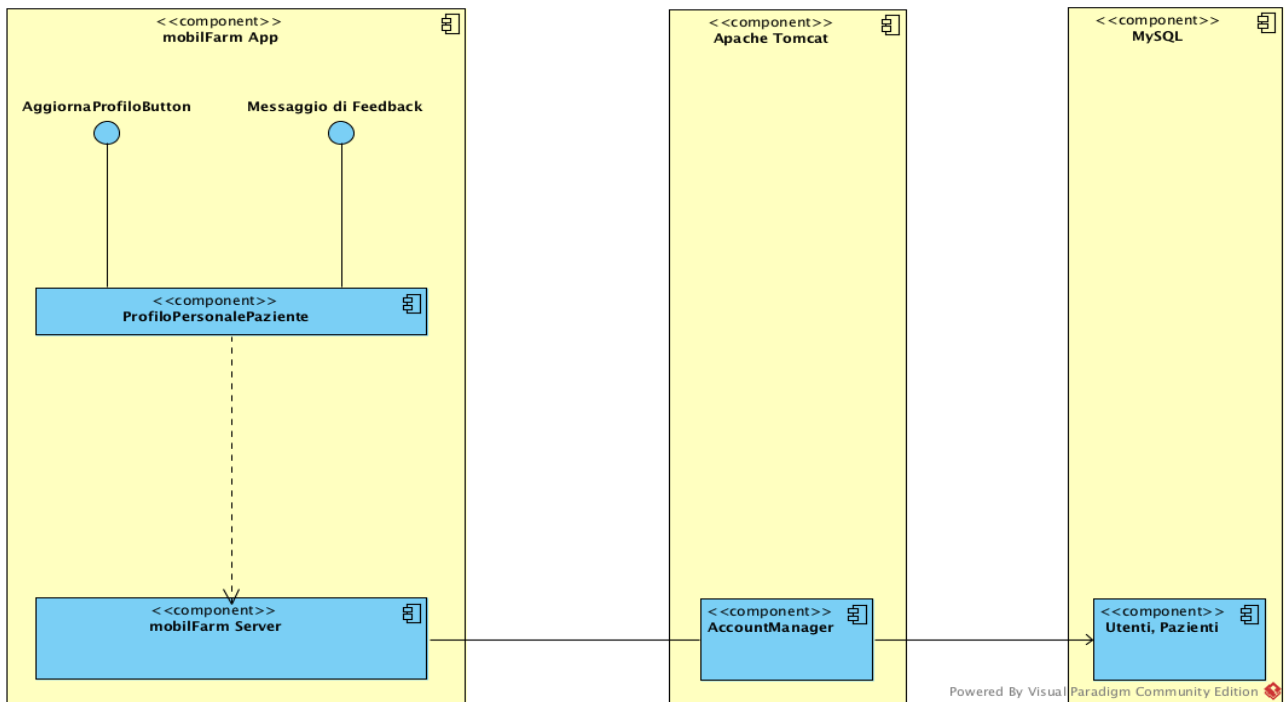 <<component>>
mobilFarm App
<<component>>
Apache Tomcat
<<component>>
MySQL
AggiornaProfiloButton
Messaggio di Feedback
<<component>>
ProfiloPersonalePaziente
<<component>>
mobilFarm Server
<<component>>
AccountManager
<<component>>
Utenti, Pazienti
Powered By Visual Paradigm Community Edition